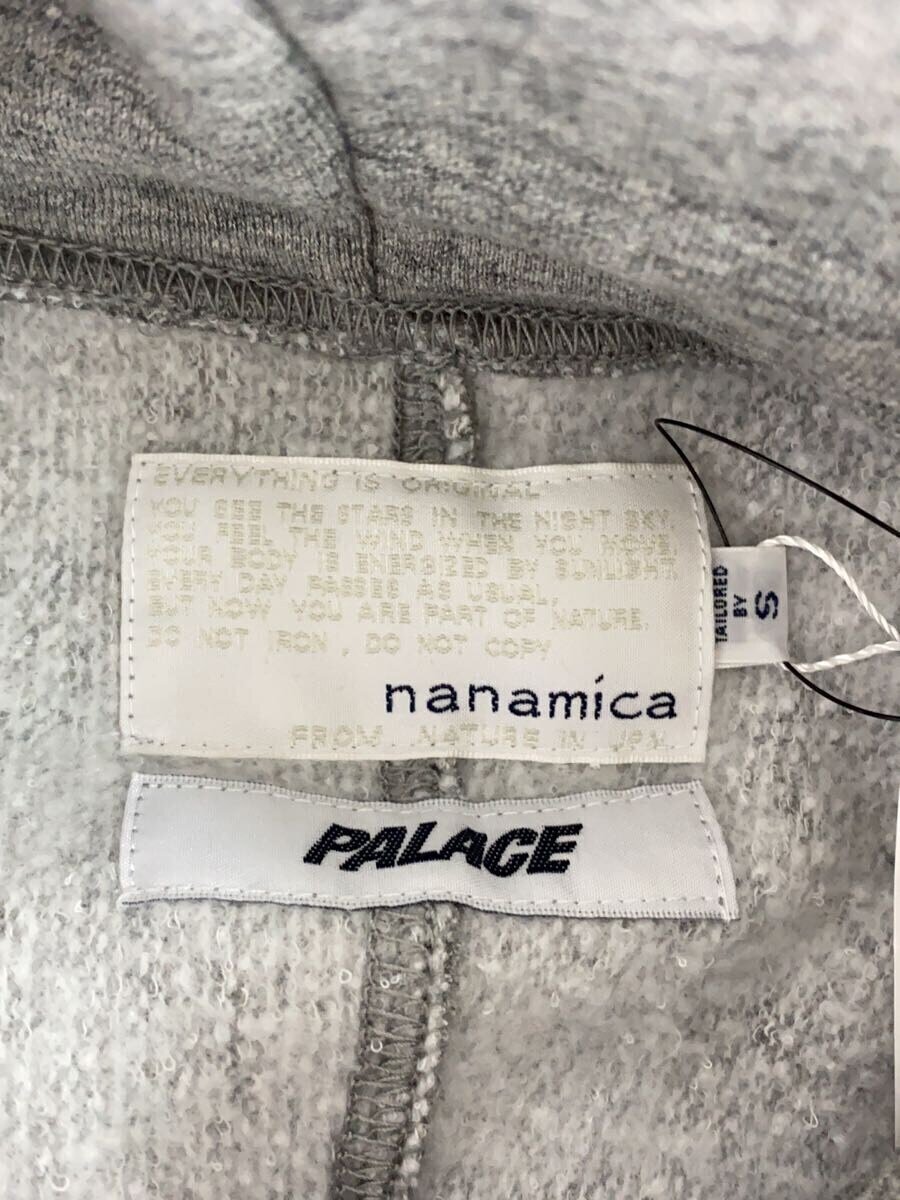 EVERYTHING IS ORIGINAL
YOU SEE THE STARS IN THE NIGHT SKY.
YOU FEEL THE WIND WHEN YOU MOVE.
YOUR BODY IS ENERGIZED BY SUNLIGHT.
EVERY DAY PASSES AS USUAL,
BUT NOW YOU ARE PART OF NATURE.
DO NOT IRON, DO NOT COPY
nanamica
FROM NATURE IN JPN.
TAILORED
BY
S
PALACE